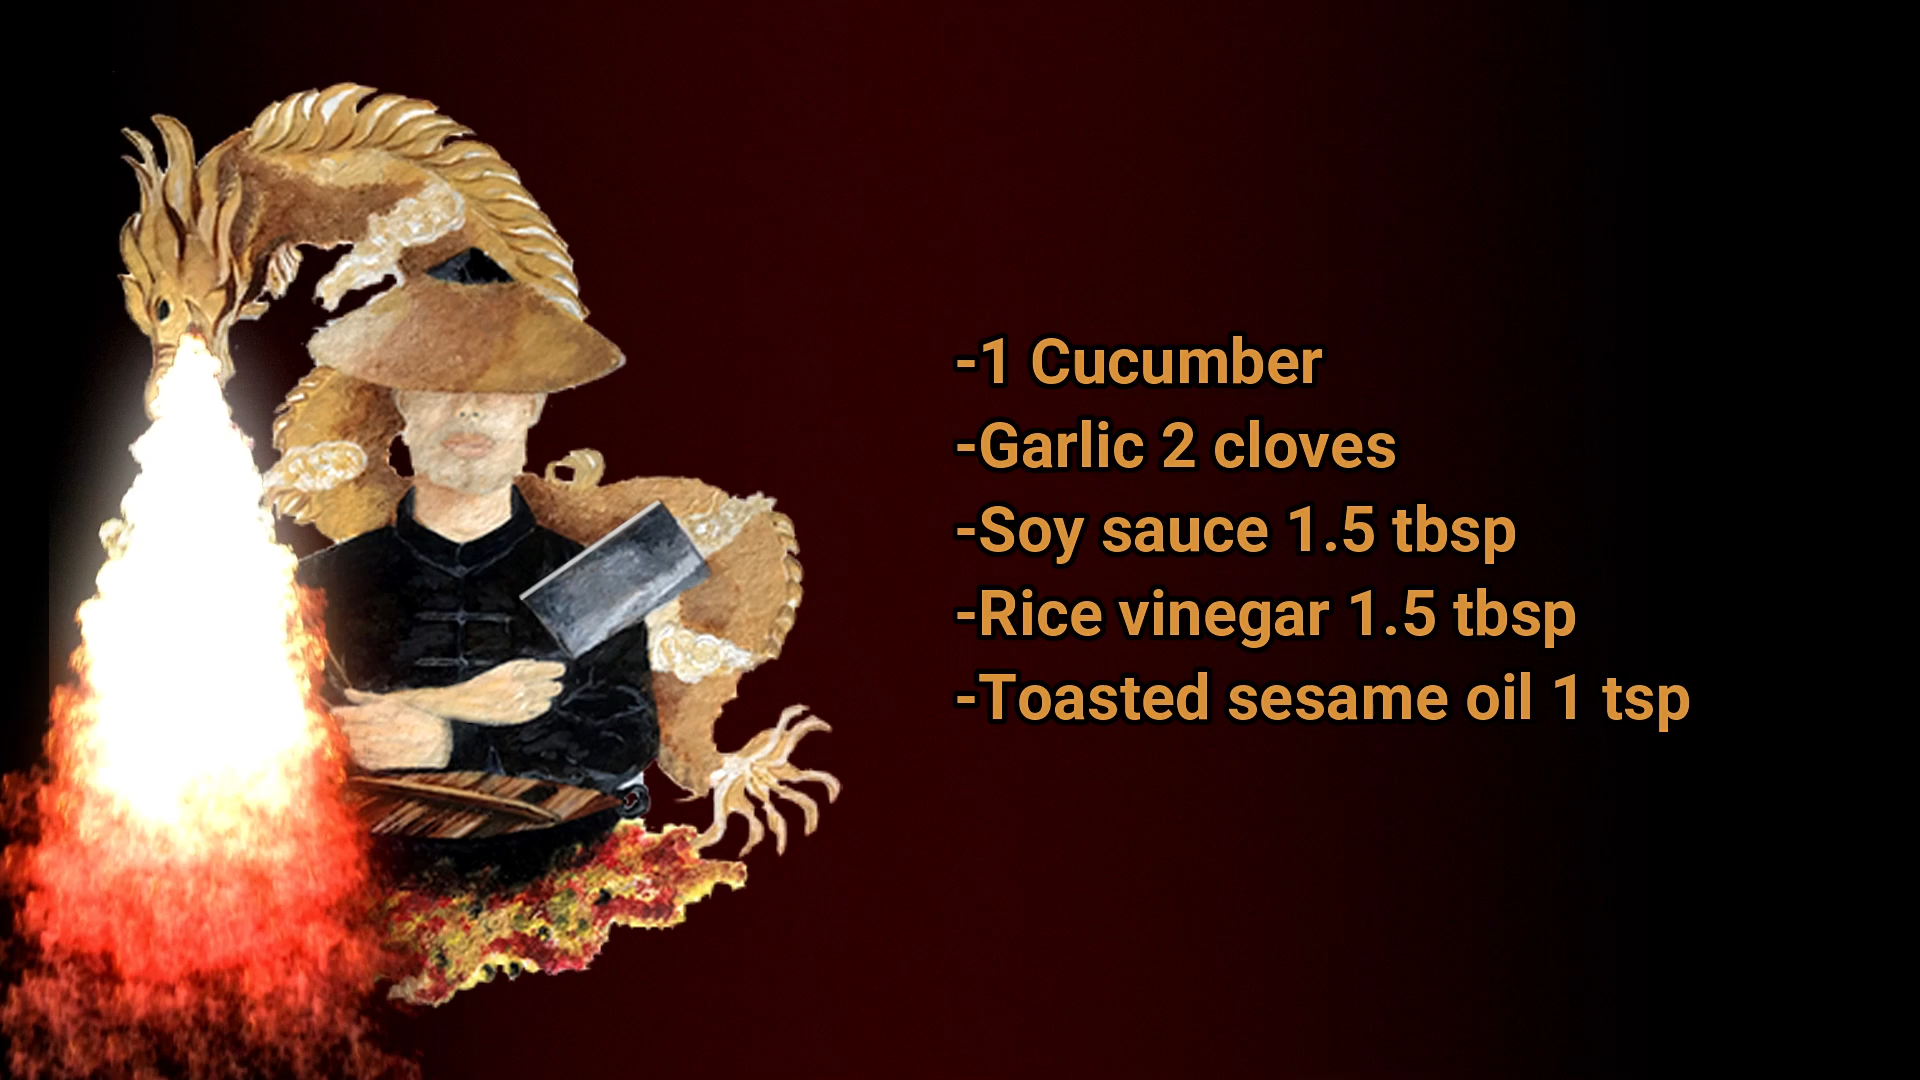 -1 Cucumber
-Garlic 2 cloves
-Soy sauce 1.5 tbsp
-Rice vinegar 1.5 tbsp
-Toasted sesame oil 1 tsp